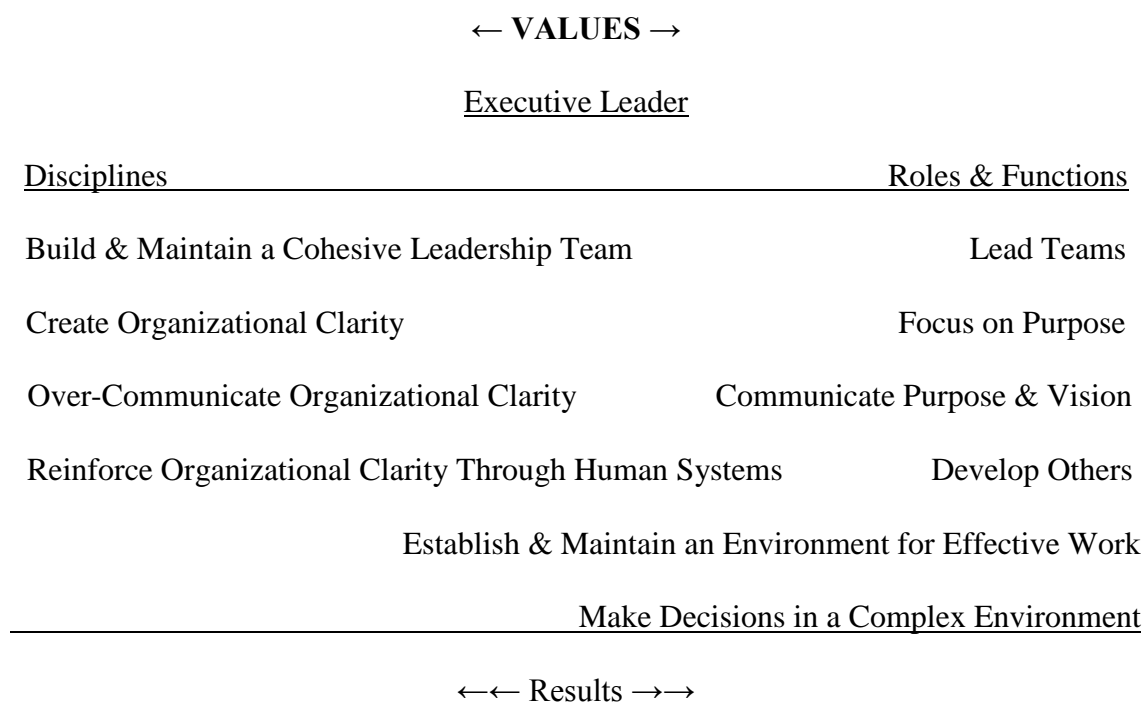 ← VALUES →
Executive Leader
Disciplines Roles & Functions
Build & Maintain a Cohesive Leadership Team Lead Teams
Create Organizational Clarity Focus on Purpose
Over-Communicate Organizational Clarity Communicate Purpose & Vision
Reinforce Organizational Clarity Through Human Systems Develop Others
Establish & Maintain an Environment for Effective Work
Make Decisions in a Complex Environment
←← Results →→